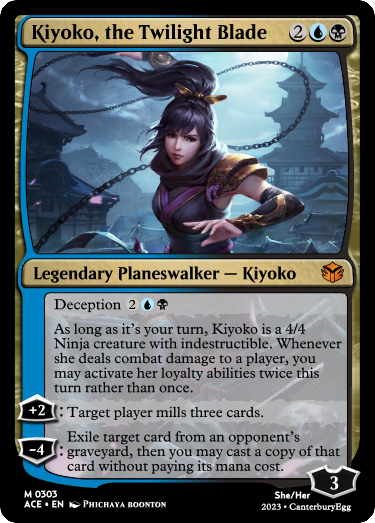 Kiyoko, the Twilight Blade 2
Legendary Planeswalker — Kiyoko
Deception 2
As long as it's your turn, Kiyoko is a 4/4
Ninja creature with indestructible. Whenever
she deals combat damage to a player, you
may activate her loyalty abilities twice this
turn rather than once.
+2: Target player mills three cards.
-4: Exile target card from an opponent's
graveyard, then you may cast a copy of that
card without paying its mana cost.
3
M 0303 She/Her
ACE • EN PHICHAYA BOONTON 2023 • CanterburyEgg